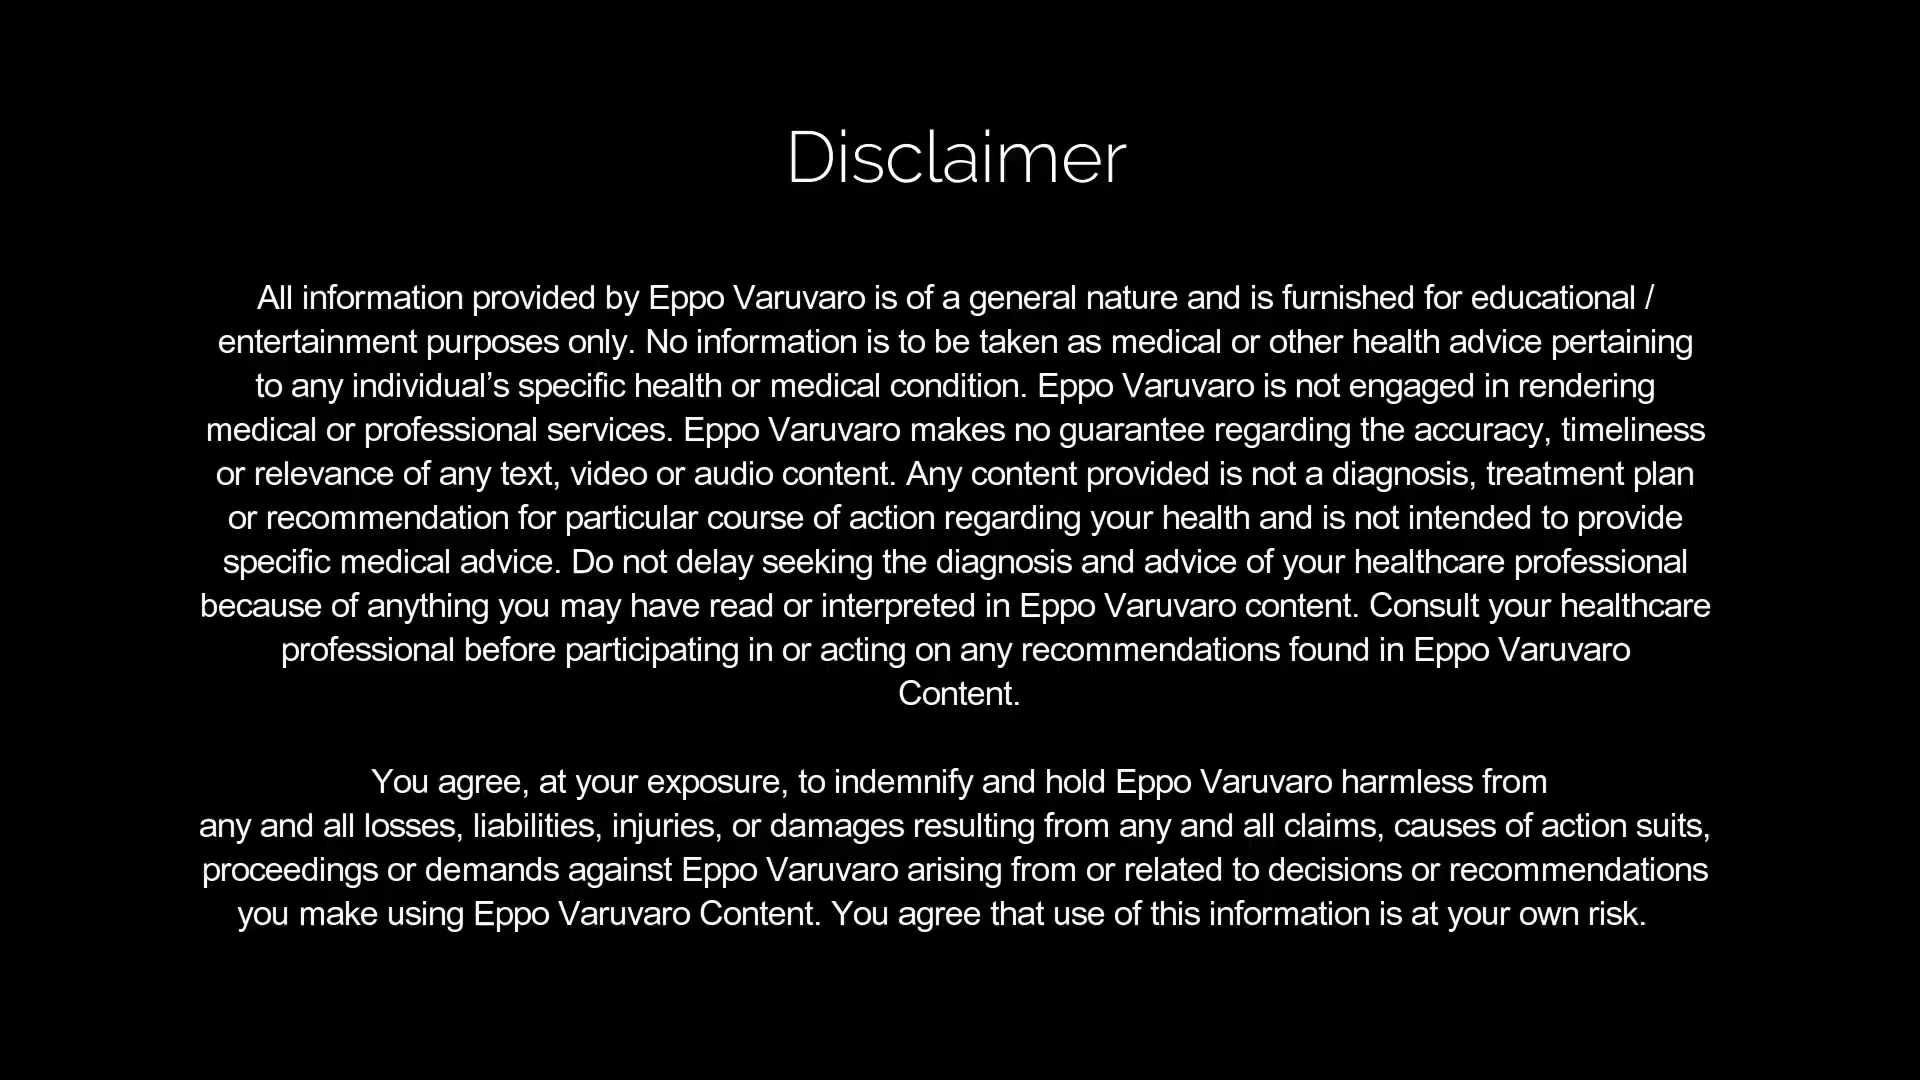 Disclaimer
All information provided by Eppo Varuvaro is of a general nature and is furnished for educational /
entertainment purposes only. No information is to be taken as medical or other health advice pertaining
to any individual’s specific health or medical condition. Eppo Varuvaro is not engaged in rendering
medical or professional services. Eppo Varuvaro makes no guarantee regarding the accuracy, timeliness
or relevance of any text, video or audio content. Any content provided is not a diagnosis, treatment plan
or recommendation for particular course of action regarding your health and is not intended to provide
specific medical advice. Do not delay seeking the diagnosis and advice of your healthcare professional
because of anything you may have read or interpreted in Eppo Varuvaro content. Consult your healthcare
professional before participating in or acting on any recommendations found in Eppo Varuvaro
Content.
You agree, at your exposure, to indemnify and hold Eppo Varuvaro harmless from
any and all losses, liabilities, injuries, or damages resulting from any and all claims, causes of action suits,
proceedings or demands against Eppo Varuvaro arising from or related to decisions or recommendations
you make using Eppo Varuvaro Content. You agree that use of this information is at your own risk.